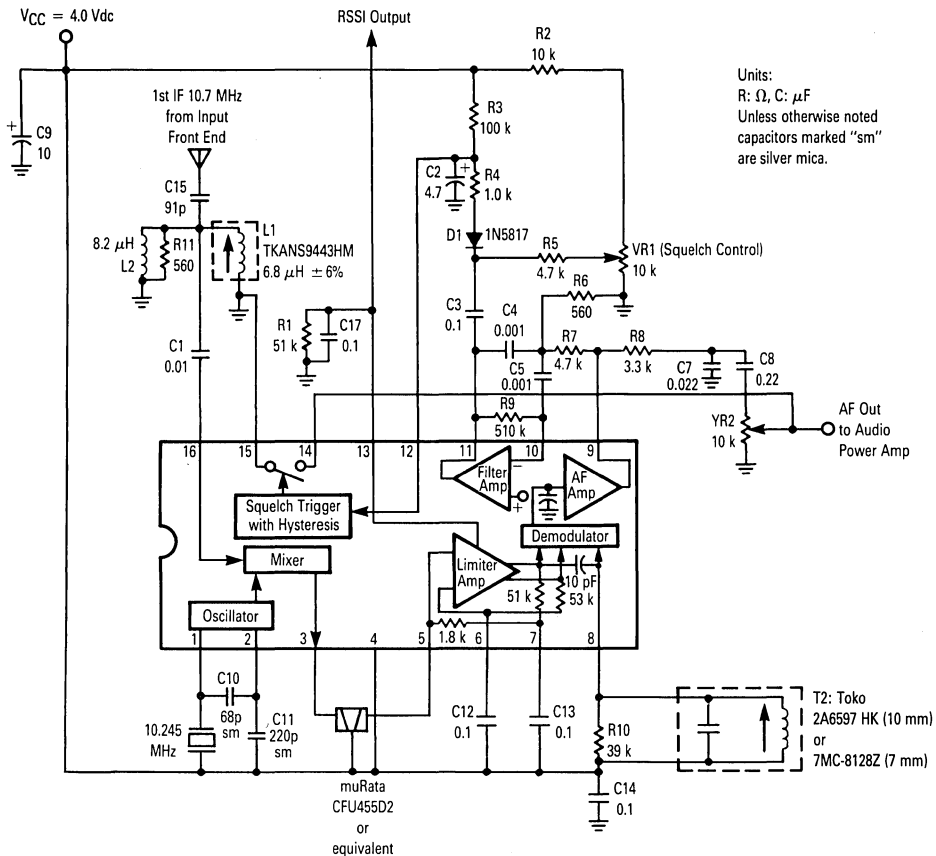 VCC = 4.0 Vdc
RSSI Output
R2
10 k
Units:
R: Ω, C: µF
Unless otherwise noted
capacitors marked "sm"
are silver mica.
1st IF 10.7 MHz
from Input
Front End
+
C9
10
R3
100 k
C2
4.7
+
R4
1.0 k
C15
91p
L1
TKANS9443HM
6.8 µH ±6%
8.2 µH
L2
R11
560
D1
1N5817
R5
4.7 k
VR1 (Squelch Control)
10 k
R6
560
C3
0.1
C4
0.001
R1
51 k
C17
0.1
C1
0.01
R7
4.7 k
R8
3.3 k
C5
0.001
C7
0.022
C8
0.22
R9
510 k
YR2
10 k
AF Out
to Audio
Power Amp
16
15
14
13
12
11
10
9
Filter
Amp
−
+
AF
Amp
Squelch Trigger
with Hysteresis
Demodulator
Mixer
Limiter
Amp
10 pF
51 k
53 k
Oscillator
1.8 k
1
2
3
4
5
6
7
8
C10
68p
sm
C11
220p
sm
10.245
MHz
C12
0.1
C13
0.1
R10
39 k
T2: Toko
2A6597 HK (10 mm)
or
7MC-8128Z (7 mm)
C14
0.1
muRata
CFU455D2
or
equivalent